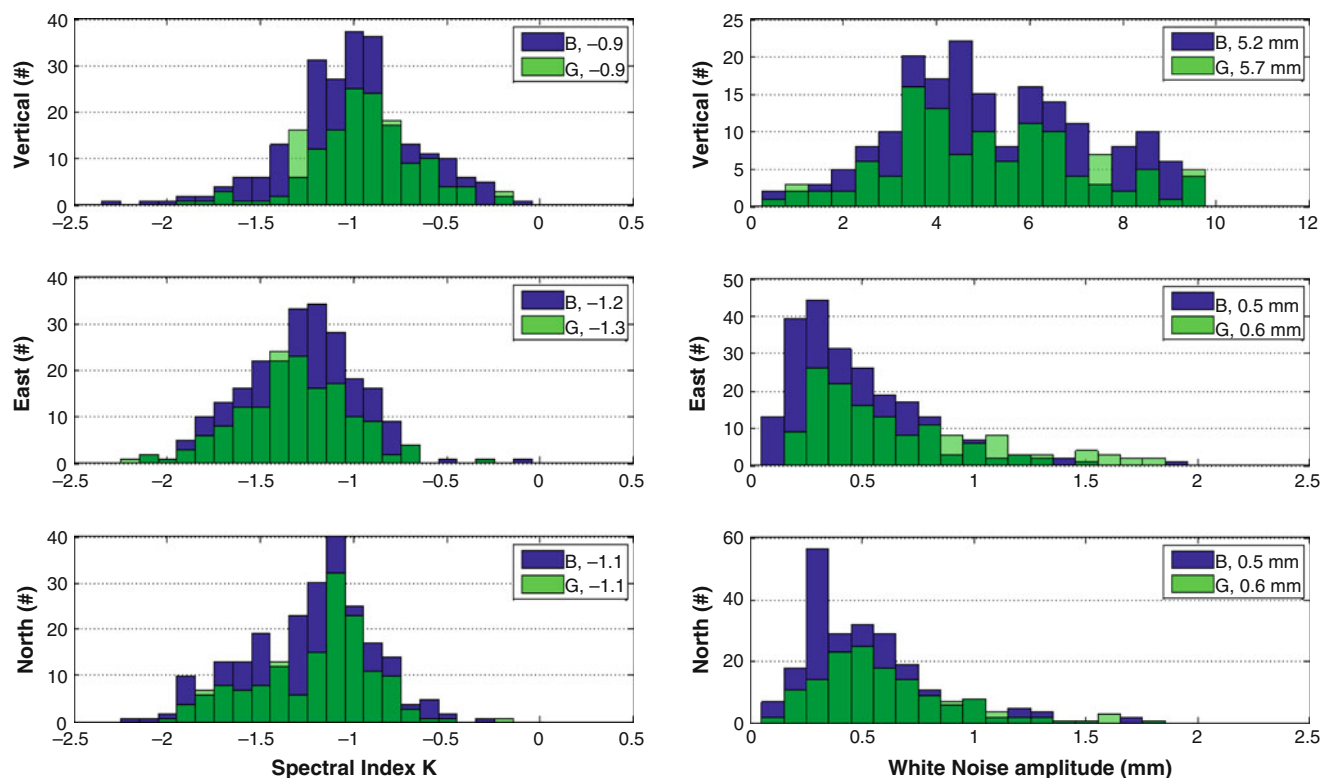 Vertical (#)
40
30
20
10
0
B, –0.9
G, –0.9
–2.5 –2 –1.5 –1 –0.5 0 0.5
Vertical (#)
25
20
15
10
5
0
B, 5.2 mm
G, 5.7 mm
0 2 4 6 8 10 12
East (#)
40
30
20
10
0
B, –1.2
G, –1.3
–2.5 –2 –1.5 –1 –0.5 0 0.5
East (#)
50
40
30
20
10
0
B, 0.5 mm
G, 0.6 mm
0 0.5 1 1.5 2 2.5
North (#)
40
30
20
10
0
B, –1.1
G, –1.1
–2.5 –2 –1.5 –1 –0.5 0 0.5
Spectral Index K
North (#)
60
40
20
0
B, 0.5 mm
G, 0.6 mm
0 0.5 1 1.5 2 2.5
White Noise amplitude (mm)